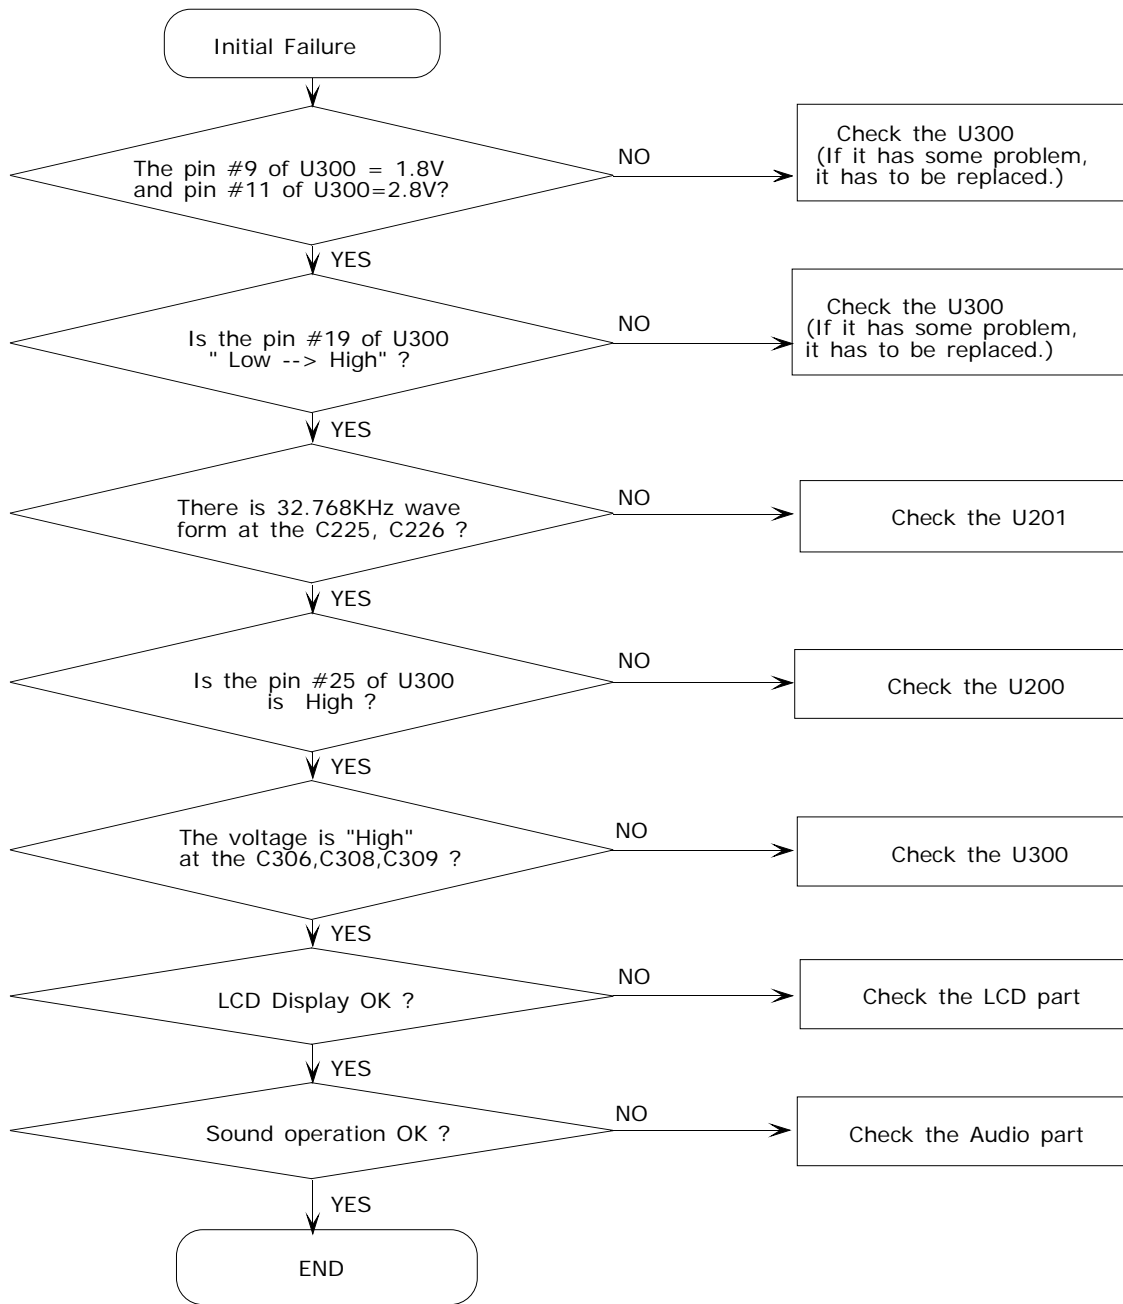 Initial Failure
The pin #9 of U300 = 1.8V
and pin #11 of U300=2.8V?
NO
Check the U300
(If it has some problem,
it has to be replaced.)
YES
Is the pin #19 of U300
" Low --> High" ?
NO
Check the U300
(If it has some problem,
it has to be replaced.)
YES
There is 32.768KHz wave
form at the C225, C226 ?
NO
Check the U201
YES
Is the pin #25 of U300
is High ?
NO
Check the U200
YES
The voltage is "High"
at the C306,C308,C309 ?
NO
Check the U300
YES
LCD Display OK ?
NO
Check the LCD part
YES
Sound operation OK ?
NO
Check the Audio part
YES
END